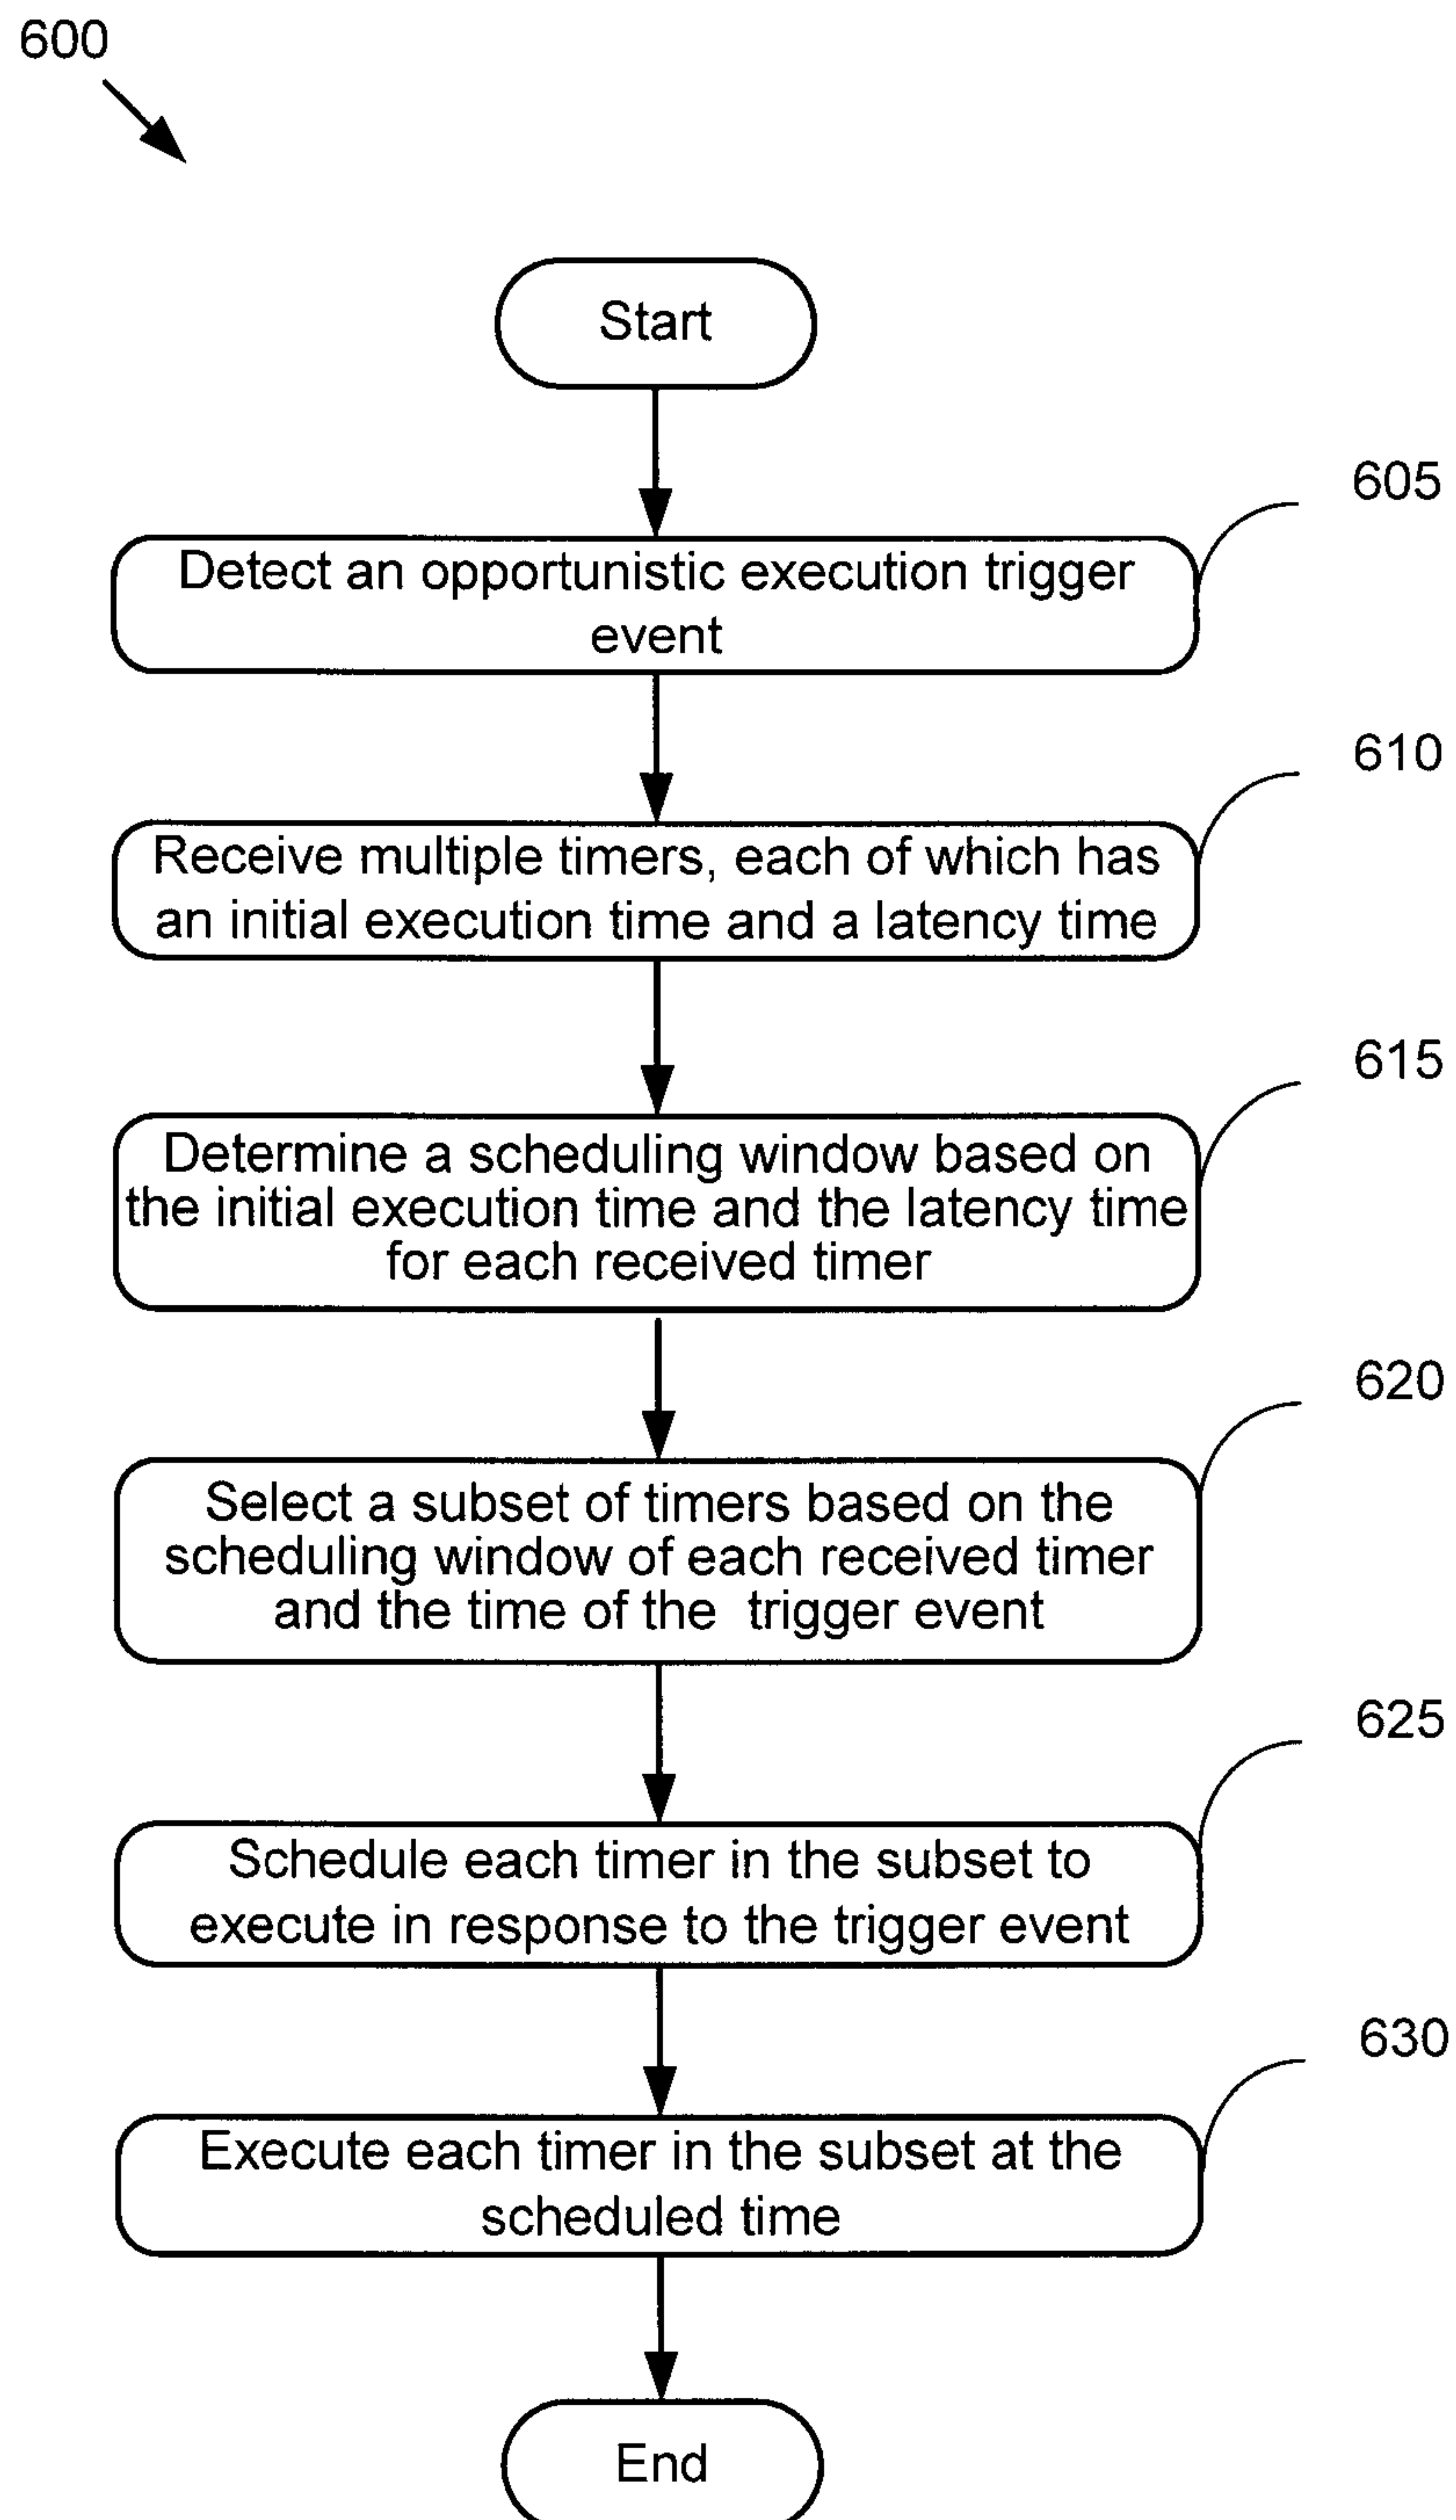 600
Start
605
Detect an opportunistic execution trigger
event
610
Receive multiple timers, each of which has
an initial execution time and a latency time
615
Determine a scheduling window based on
the initial execution time and the latency time
for each received timer
620
Select a subset of timers based on the
scheduling window of each received timer
and the time of the trigger event
625
Schedule each timer in the subset to
execute in response to the trigger event
630
Execute each timer in the subset at the
scheduled time
End